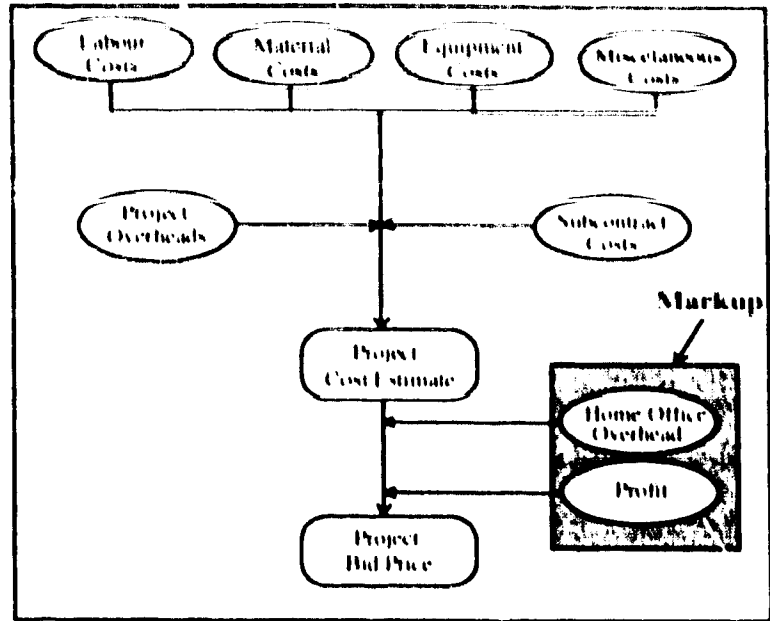 Labour
Costs
Material
Costs
Equipment
Costs
Miscelaneous
Costs
Project
Overheads
Subcontract
Costs
Markup
Project
Cost Estimate
Home Office
Overhead
Profit
Project
Bid Price